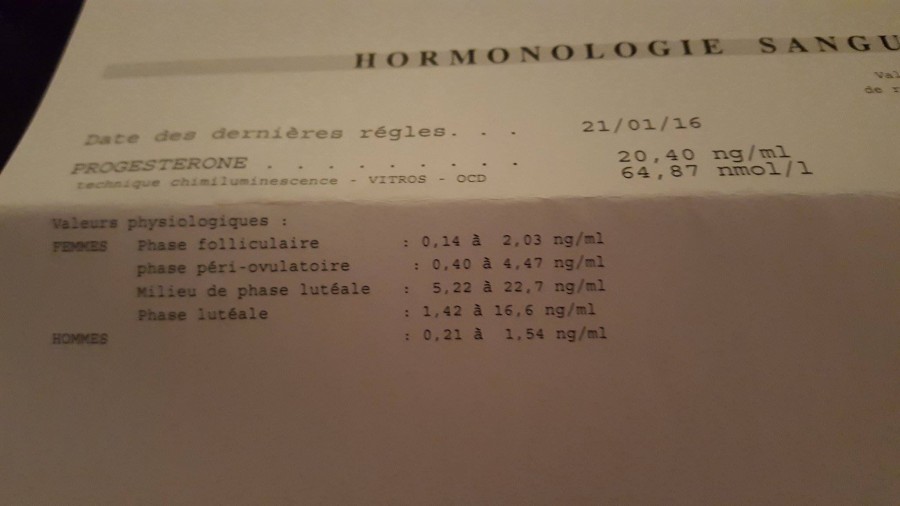 HORMONOLOGIE SANGU
Val
de r
Date des dernières régles. . . 21/01/16
PROGESTERONE . . . . . . . . . 20,40 ng/ml
technique chimiluminescence - VITROS - OCD 64,87 nmol/l
Valeurs physiologiques :
FEMMES Phase folliculaire : 0,14 à 2,03 ng/ml
phase péri-ovulatoire : 0,40 à 4,47 ng/ml
Milieu de phase lutéale : 5,22 à 22,7 ng/ml
Phase lutéale : 1,42 à 16,6 ng/ml
HOMMES : 0,21 à 1,54 ng/ml